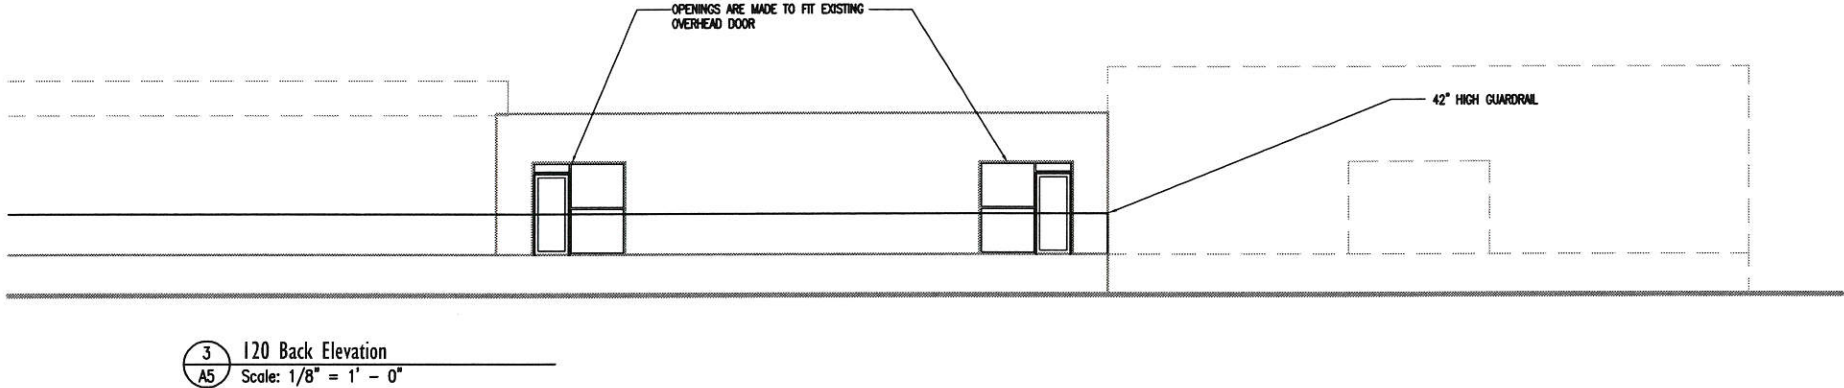 OPENINGS ARE MADE TO FIT EXISTING
OVERHEAD DOOR
42" HIGH GUARDRAIL
3
120 Back Elevation
A5
Scale: 1/8" = 1' - 0"